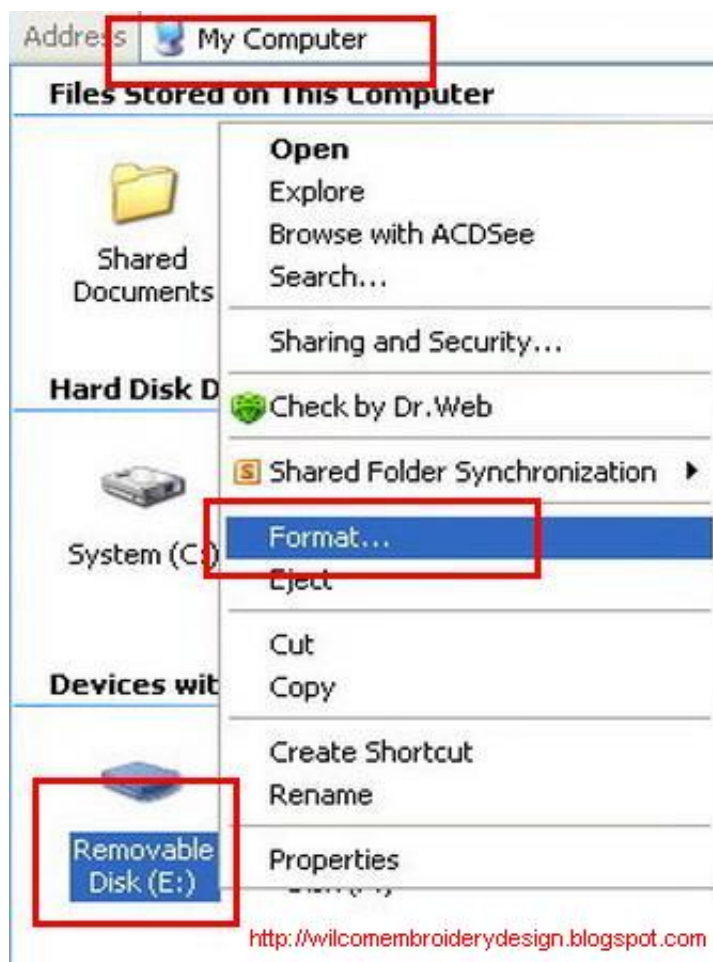 Address My Computer
Files Stored on This Computer
Shared
Documents
Hard Disk D
System (C:)
Devices wit
Removable
Disk (E:)
Open
Explore
Browse with ACDSee
Search...
Sharing and Security...
Check by Dr.Web
Shared Folder Synchronization
Format...
Eject
Cut
Copy
Create Shortcut
Rename
Properties
http://wilcomembroiderydesign.blogspot.com